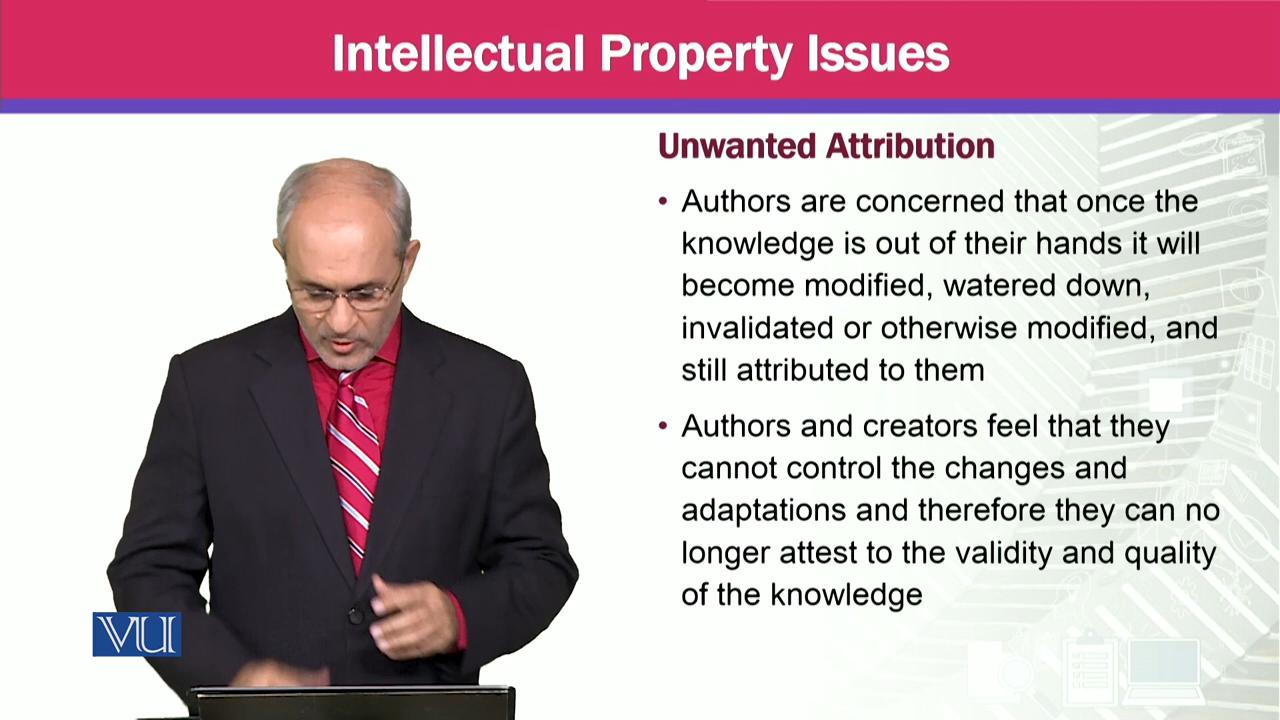 Intellectual Property Issues
Unwanted Attribution
• Authors are concerned that once the
knowledge is out of their hands it will
become modified, watered down,
invalidated or otherwise modified, and
still attributed to them
• Authors and creators feel that they
cannot control the changes and
adaptations and therefore they can no
longer attest to the validity and quality
of the knowledge
VU